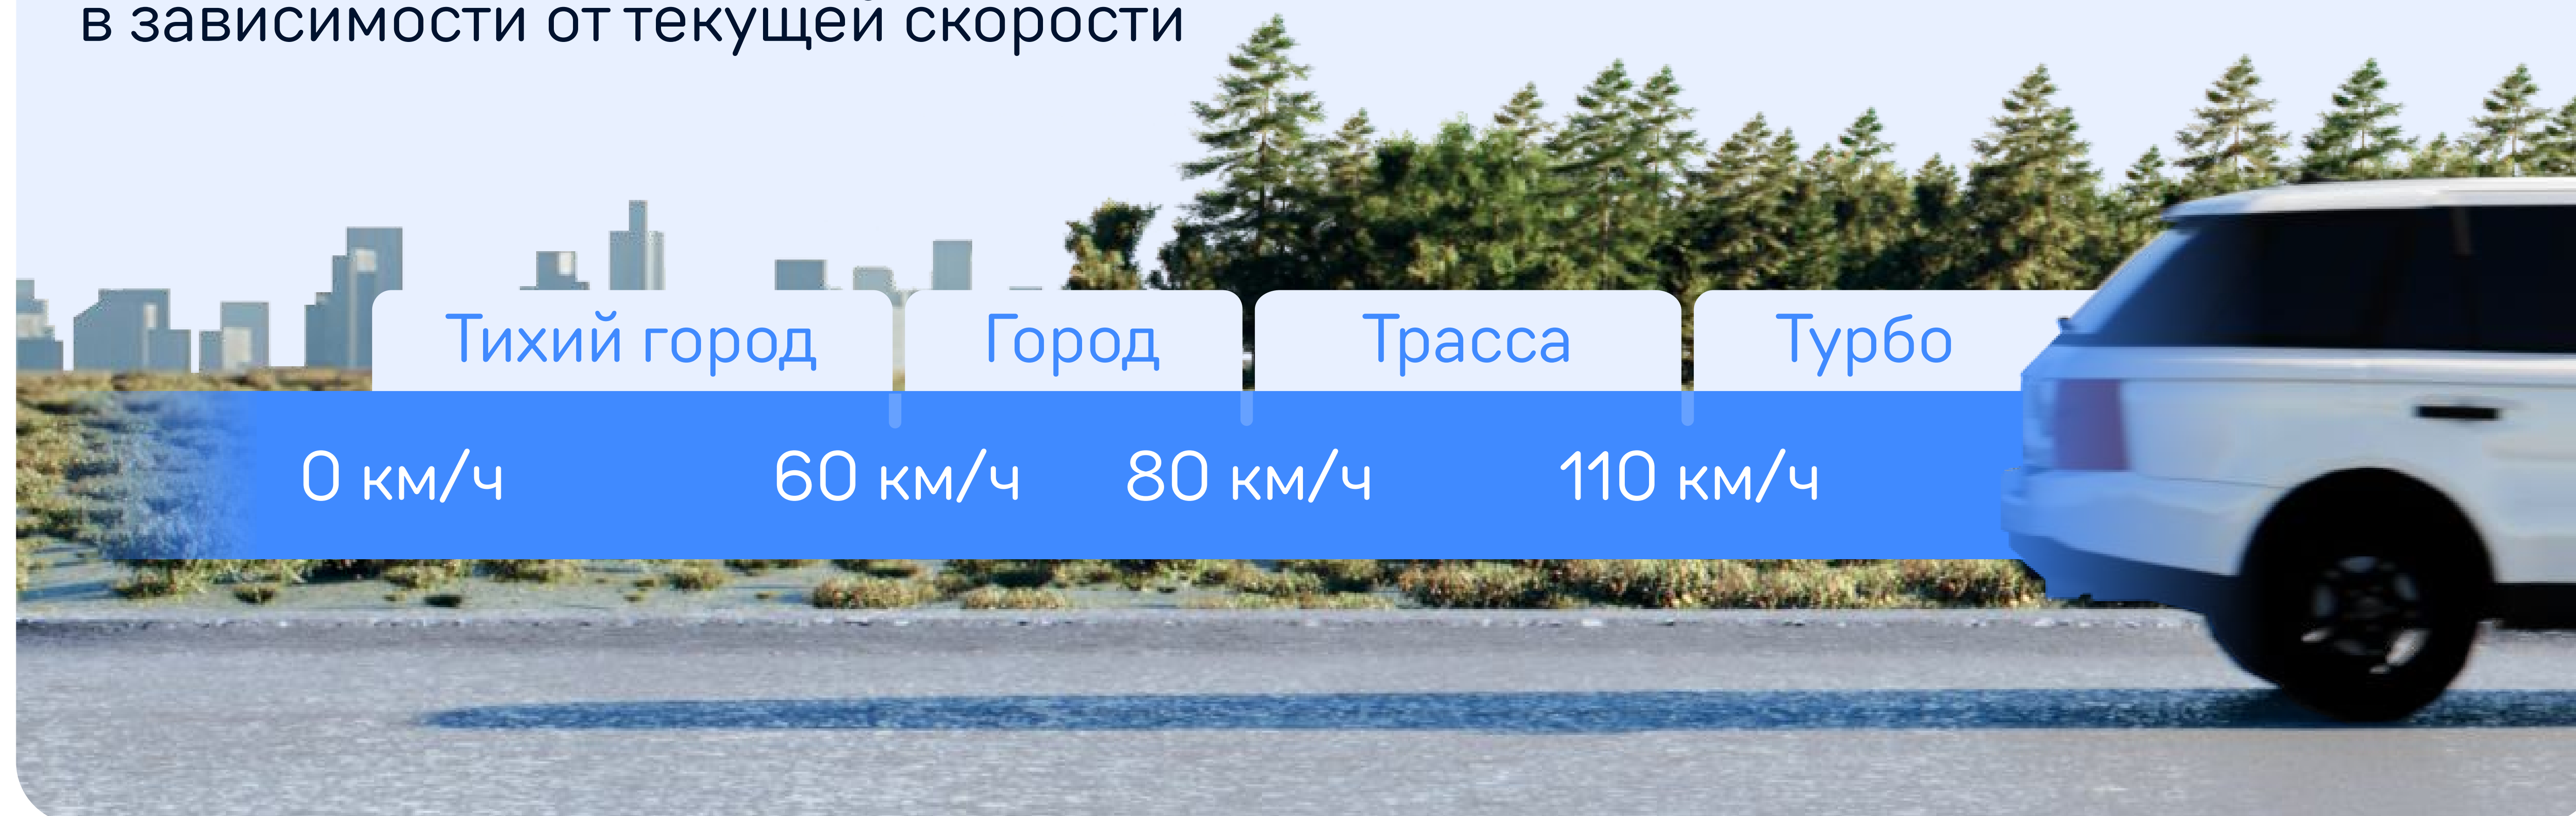 в зависимости от текущей скорости
Тихий город
Город
Трасса
Турбо
0 км/ч
60 км/ч
80 км/ч
110 км/ч